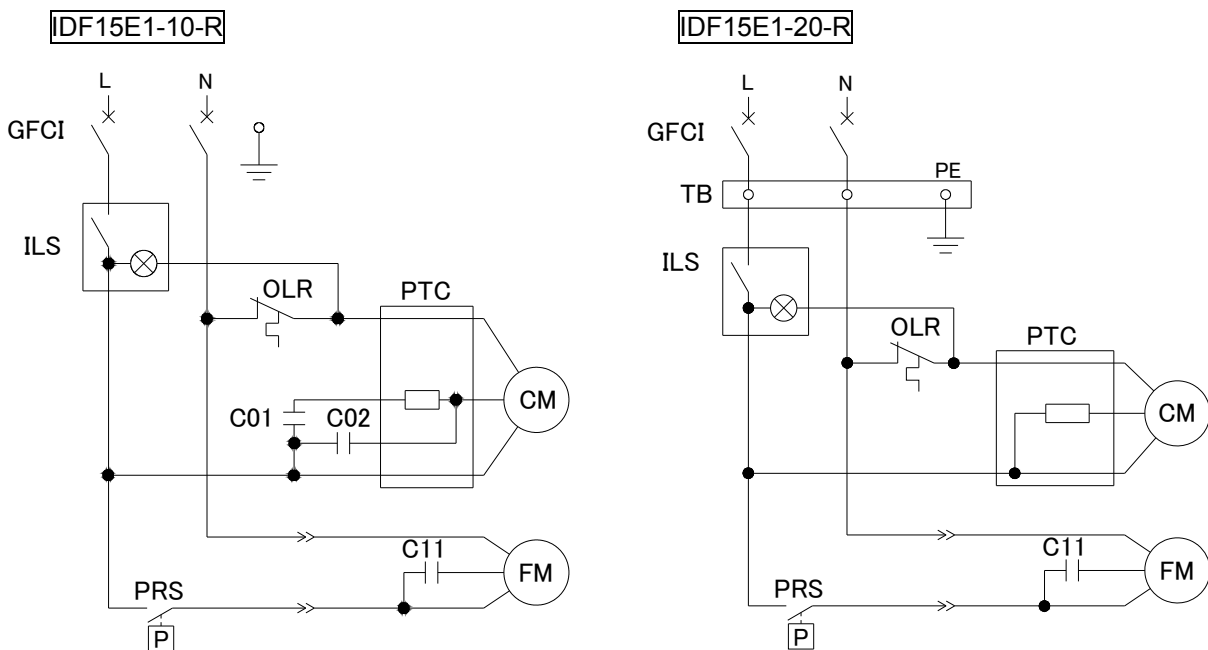 IDF15E1-10-R
L
N
GFCI
ILS
OLR
PTC
C01
C02
CM
C11
FM
PRS
P
IDF15E1-20-R
L
N
GFCI
PE
TB
ILS
OLR
PTC
CM
C11
FM
PRS
P